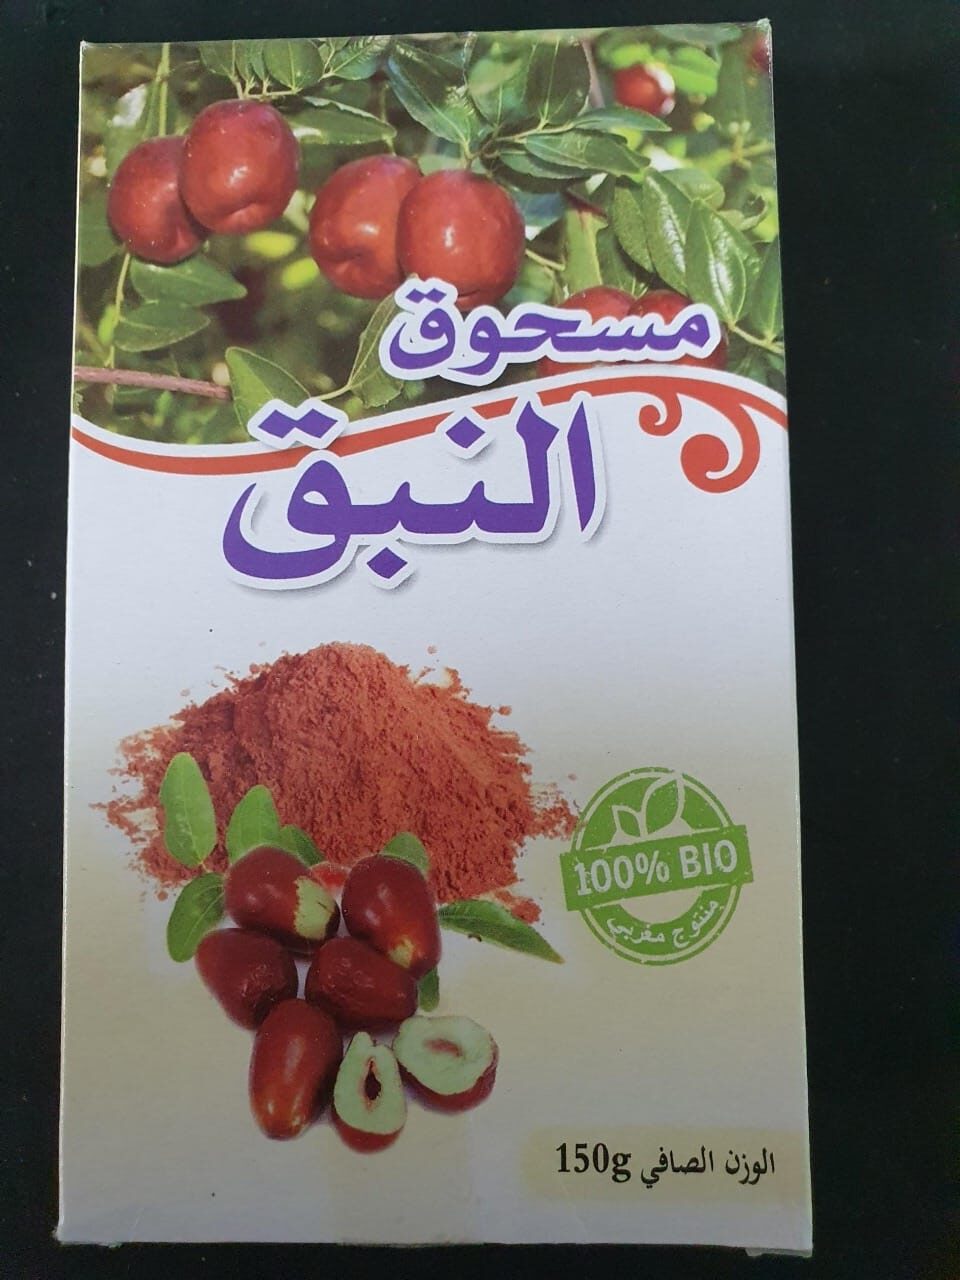 مسحوق
النبق
100% BIO
منتوج مغربي
الوزن الصافي 150g